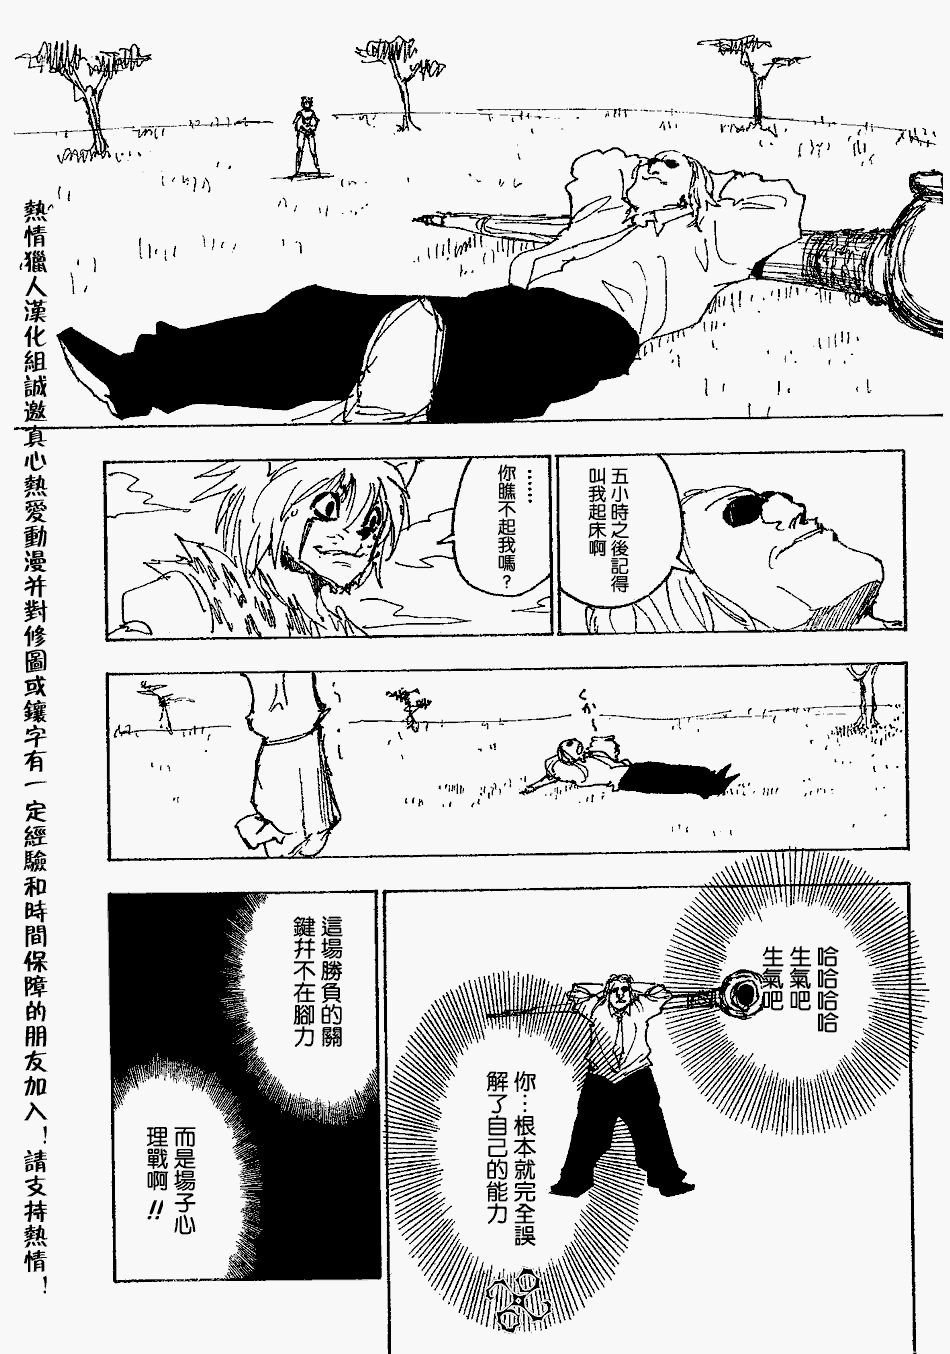 熱情獵人漢化組誠邀真心熱愛動漫并對修圖或鑲字有一定經驗和時間保障的朋友加入！請支持熱情！
五小時之後記得
叫我起床啊
……
你瞧不起我嗎？
くかー
哈哈哈哈
生氣吧
生氣吧
你…根本就完全誤
解了自己的能力
這場勝負的關
鍵幷不在腳力
而是場子心
理戰啊!!